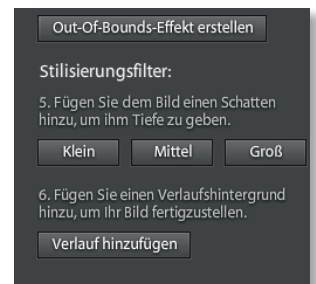 Out-Of-Bounds-Effekt erstellen
Stilisierungsfilter:
5. Fügen Sie dem Bild einen Schatten
hinzu, um ihm Tiefe zu geben.
Klein Mittel Groß
6. Fügen Sie einen Verlaufshintergrund
hinzu, um Ihr Bild fertigzustellen.
Verlauf hinzufügen